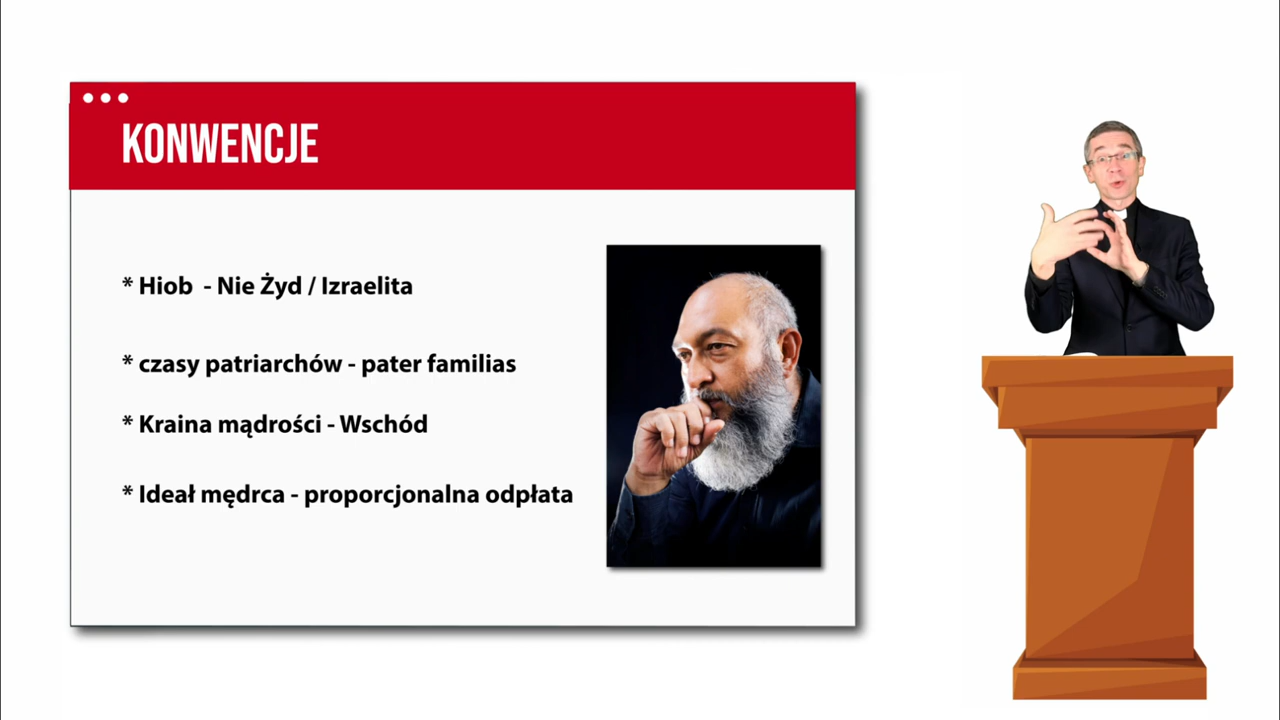 KONWENCJE
* Hiob - Nie Żyd / Izraelita
* czasy patriarchów - pater familias
* Kraina mądrości - Wschód
* Ideał mędrca - proporcjonalna odpłata